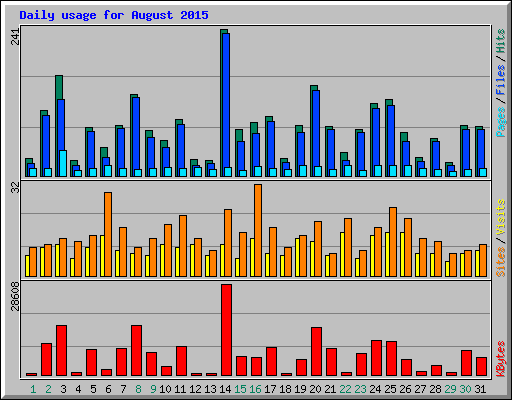 Daily usage for August 2015
241
Pages / Files / Hits
32
Sites / Visits
28608
KBytes
1 2 3 4 5 6 7 8 9 10 11 12 13 14 15 16 17 18 19 20 21 22 23 24 25 26 27 28 29 30 31